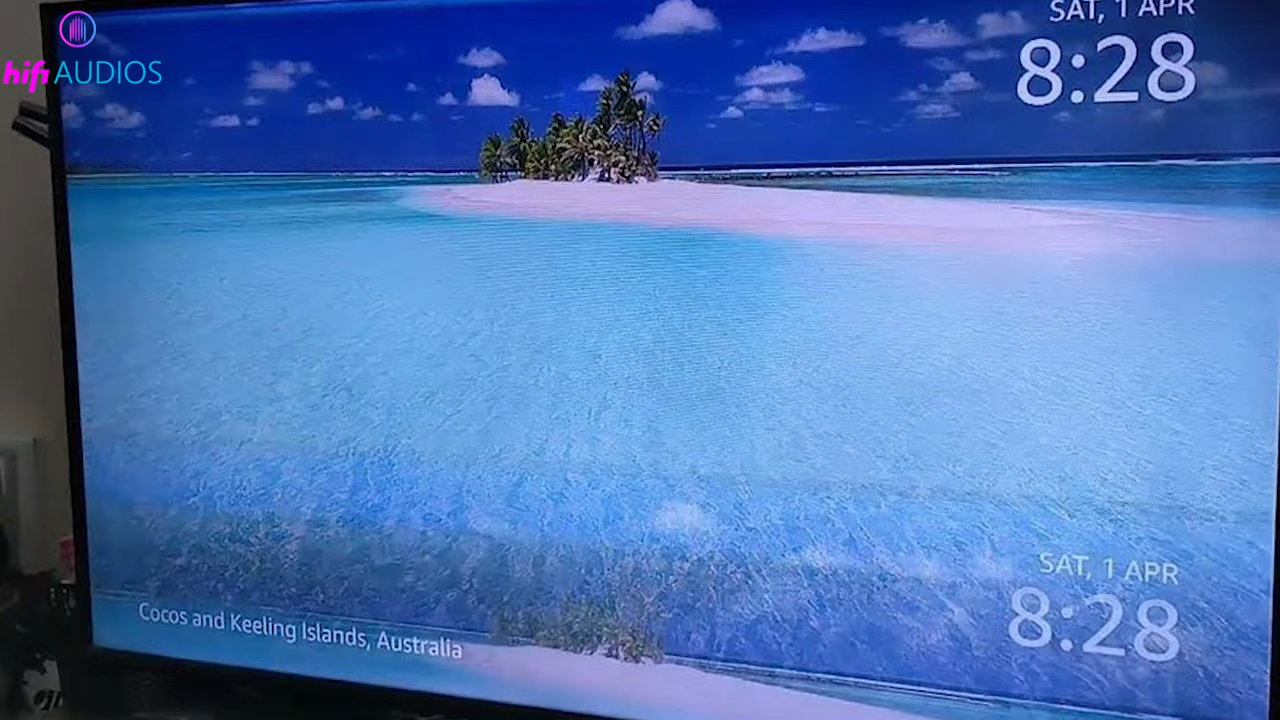 hifi AUDIOS
SAT, 1 APR
8:28
SAT, 1 APR
8:28
Cocos and Keeling Islands, Australia